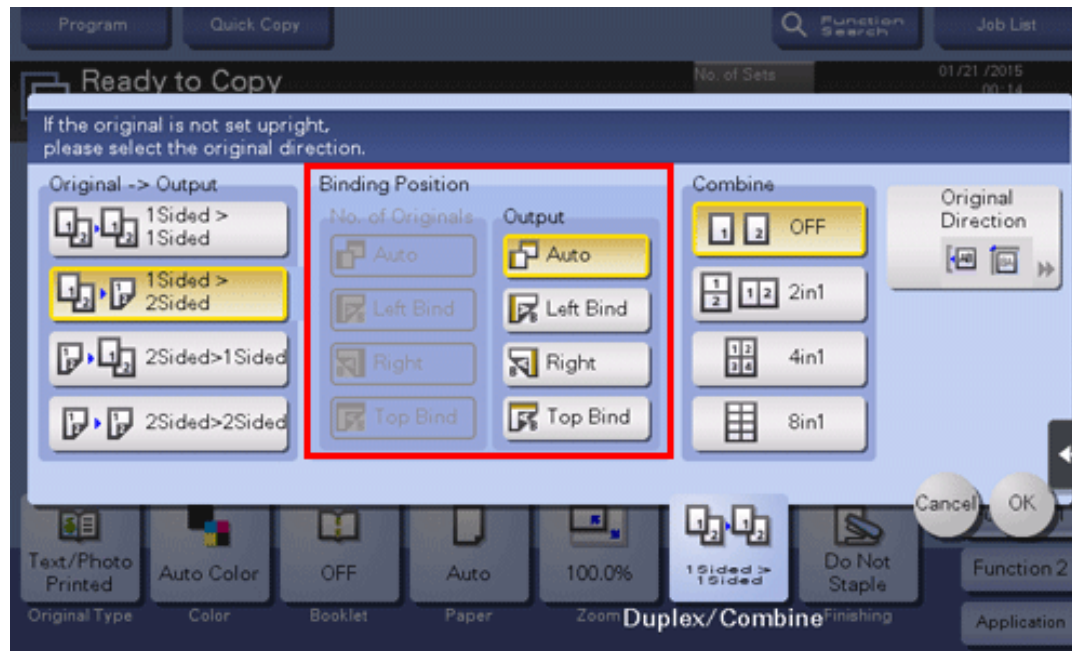 Program
Quick Copy
Function
Search
Job List
Ready to Copy
No. of Sets
01/21 /2015
00:14
If the original is not set upright,
please select the original direction.
Original -> Output
1Sided >
1Sided
1Sided >
2Sided
2Sided>1Sided
2Sided>2Sided
Binding Position
No. of Originals
Auto
Left Bind
Right
Top Bind
Output
Auto
Left Bind
Right
Top Bind
Combine
OFF
2in1
4in1
8in1
Original
Direction
Cancel
OK
Text/Photo
Printed
Original Type
Auto Color
Color
OFF
Booklet
Auto
Paper
100.0%
Zoom
1Sided >
1Sided
Duplex/Combine
Do Not
Staple
Finishing
Function 2
Application